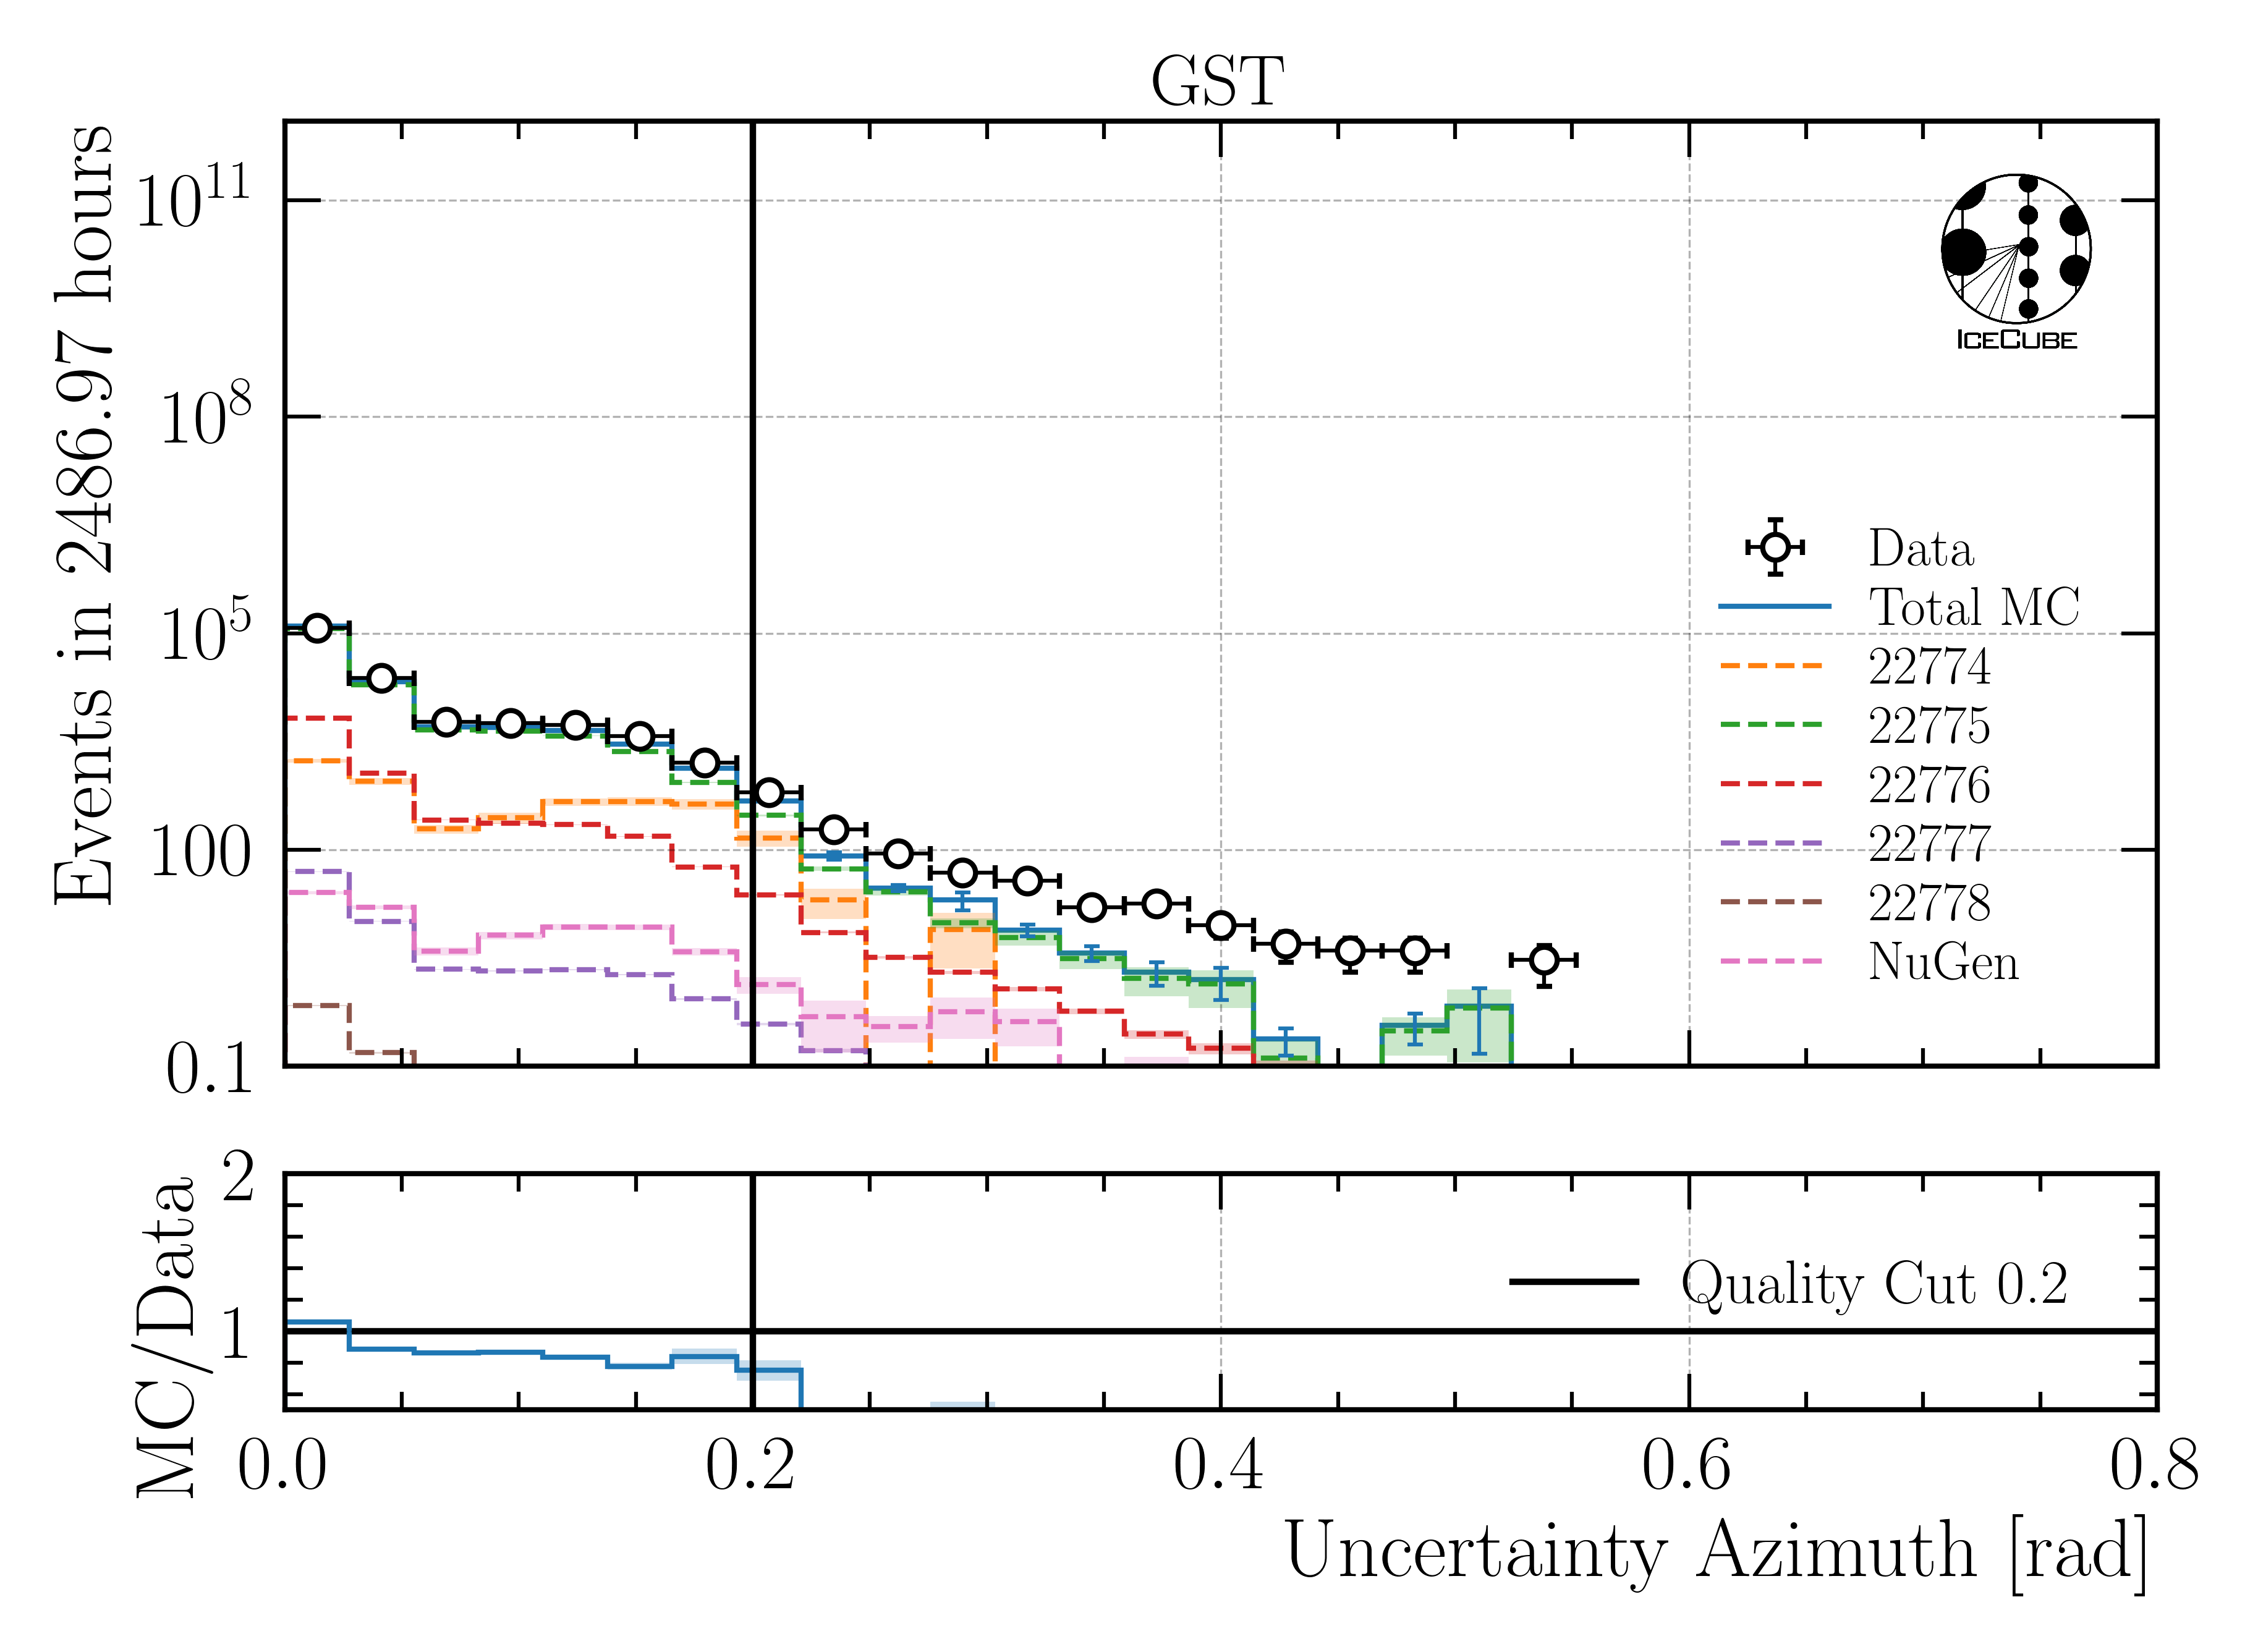 GST
Events in 2486.97 hours
10^11
10^8
10^5
100
0.1
ICECUBE
Data
Total MC
22774
22775
22776
22777
22778
NuGen
MC/Data
2
1
Quality Cut 0.2
0.0 0.2 0.4 0.6 0.8
Uncertainty Azimuth [rad]